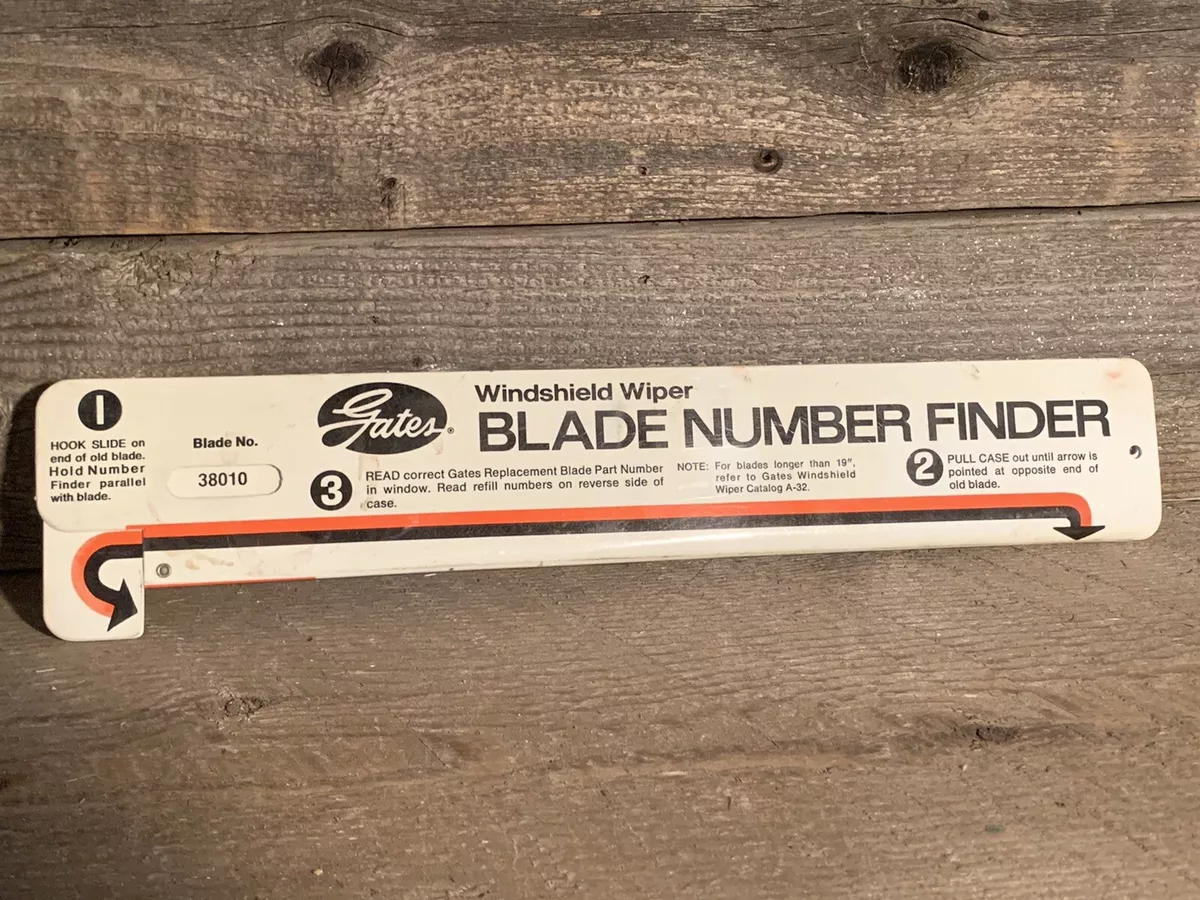 1
HOOK SLIDE on
end of old blade.
Hold Number
Finder parallel
with blade.
Blade No.
38010
Gates®
Windshield Wiper
BLADE NUMBER FINDER
3
READ correct Gates Replacement Blade Part Number
in window. Read refill numbers on reverse side of
case.
NOTE: For blades longer than 19",
refer to Gates Windshield
Wiper Catalog A-32.
2
PULL CASE out until arrow is
pointed at opposite end of
old blade.